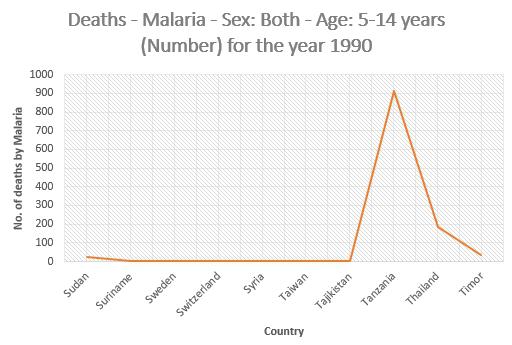 Deaths - Malaria - Sex: Both - Age: 5-14 years
(Number) for the year 1990
No. of deaths by Malaria
1000
900
800
700
600
500
400
300
200
100
0
Sudan
Suriname
Sweden
Switzerland
Syria
Taiwan
Tajikistan
Tanzania
Thailand
Timor
Country